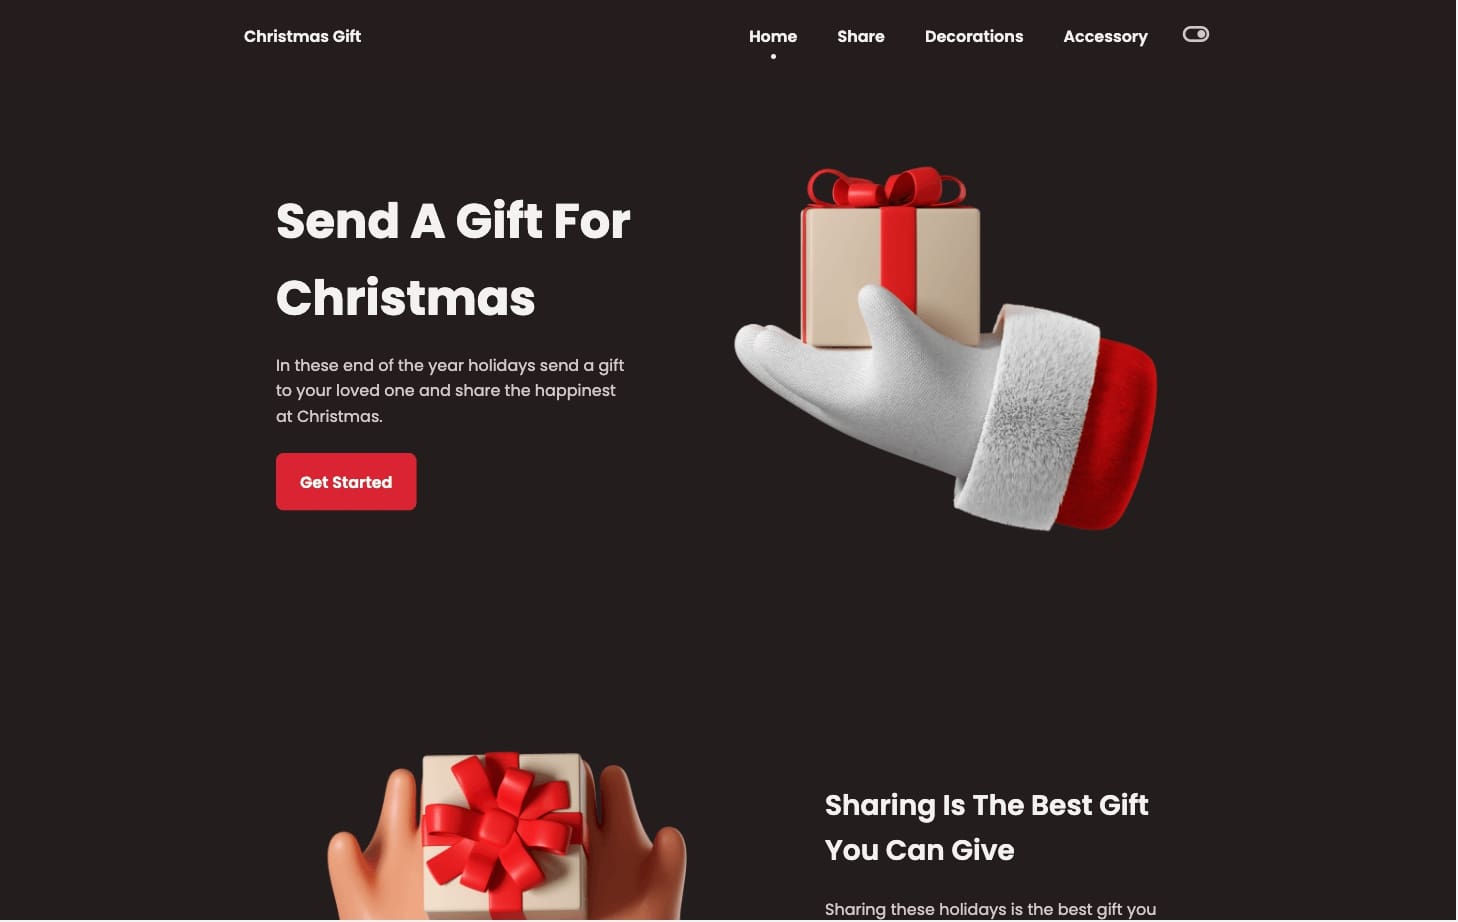 Christmas Gift
Home
Share
Decorations
Accessory
Send A Gift For
Christmas
In these end of the year holidays send a gift
to your loved one and share the happinest
at Christmas.
Get Started
Sharing Is The Best Gift
You Can Give
Sharing these holidays is the best gift you